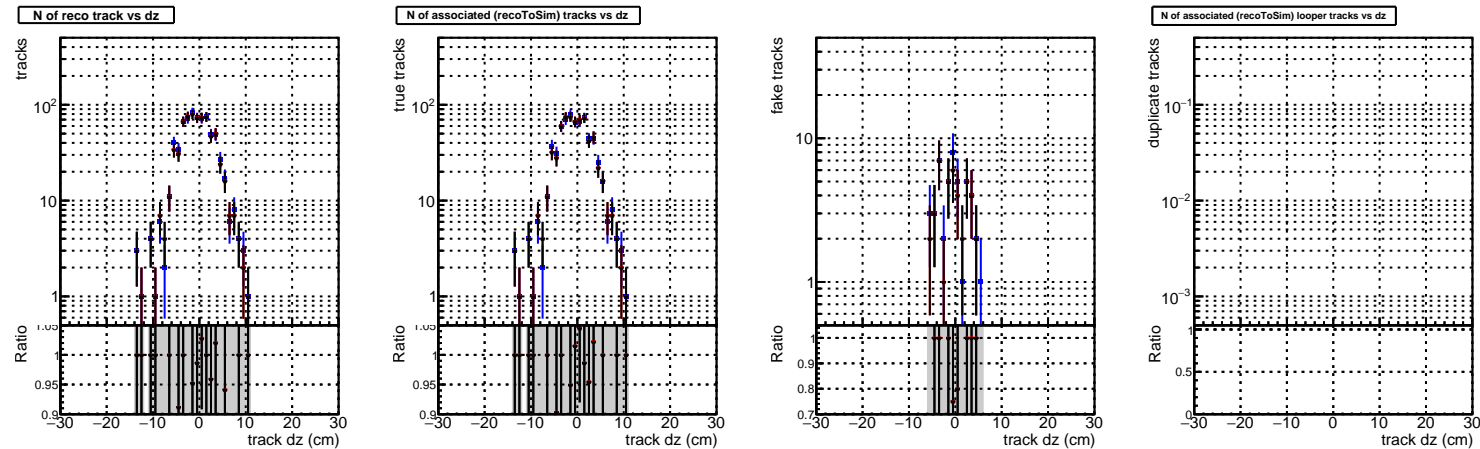 N of reco track vs dz
tracks
10²
10
1
Ratio
1.05
1
0.95
0.9
−30 −20 −10 0 10 20 30
track dz (cm)
N of associated (recoToSim) tracks vs dz
true tracks
10²
10
1
Ratio
1.05
1
0.95
0.9
−30 −20 −10 0 10 20 30
track dz (cm)
fake tracks
10
1
Ratio
1
0.9
0.8
0.7
−30 −20 −10 0 10 20 30
track dz (cm)
N of associated (recoToSim) looper tracks vs dz
duplicate tracks
10⁻¹
10⁻²
10⁻³
Ratio
1
0.5
0
−30 −20 −10 0 10 20 30
track dz (cm)